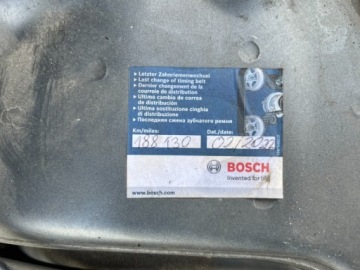 ▸ Letzter Zahnriemenwechsel
▸ Last change of timing belt
▸ Dernier changement de la
courroie de distribution
▸ Ultimo cambio de correa
de distribución
▸ Ultima sostituzione cinghia
di distribuzione
▸ Последняя смена зубчатого ремня
Km/miles: Dat./date:
188 130 02/2022
BOSCH
Invented for life
www.bosch.com